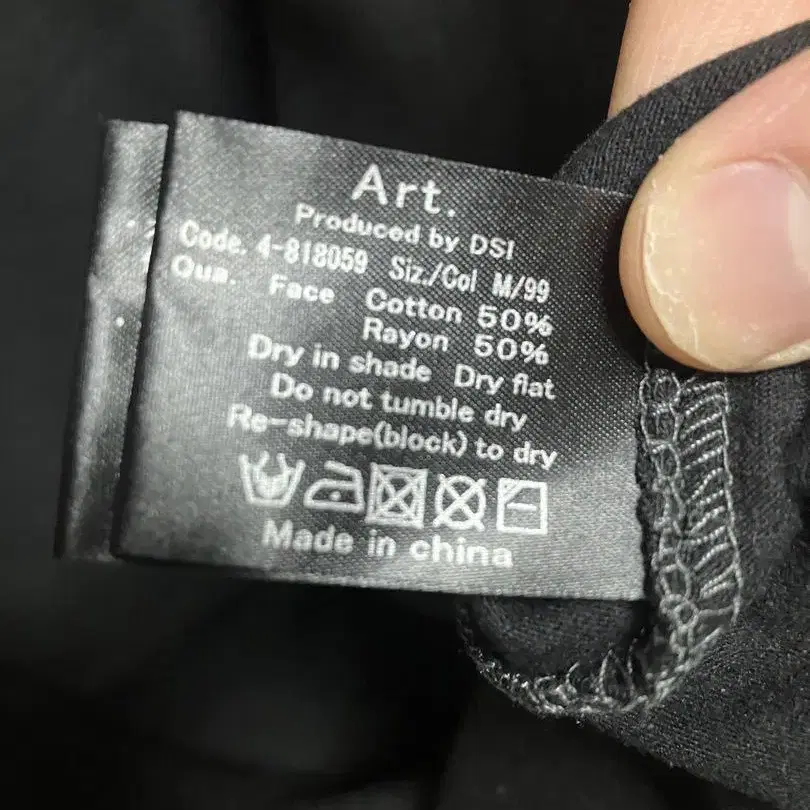 Art.
Produced by DSI
Code. 4-818059 Siz./Col M/99
Qua. Face Cotton 50%
Rayon 50%
Dry in shade Dry flat
Do not tumble dry
Re-shape(block) to dry
Made in china